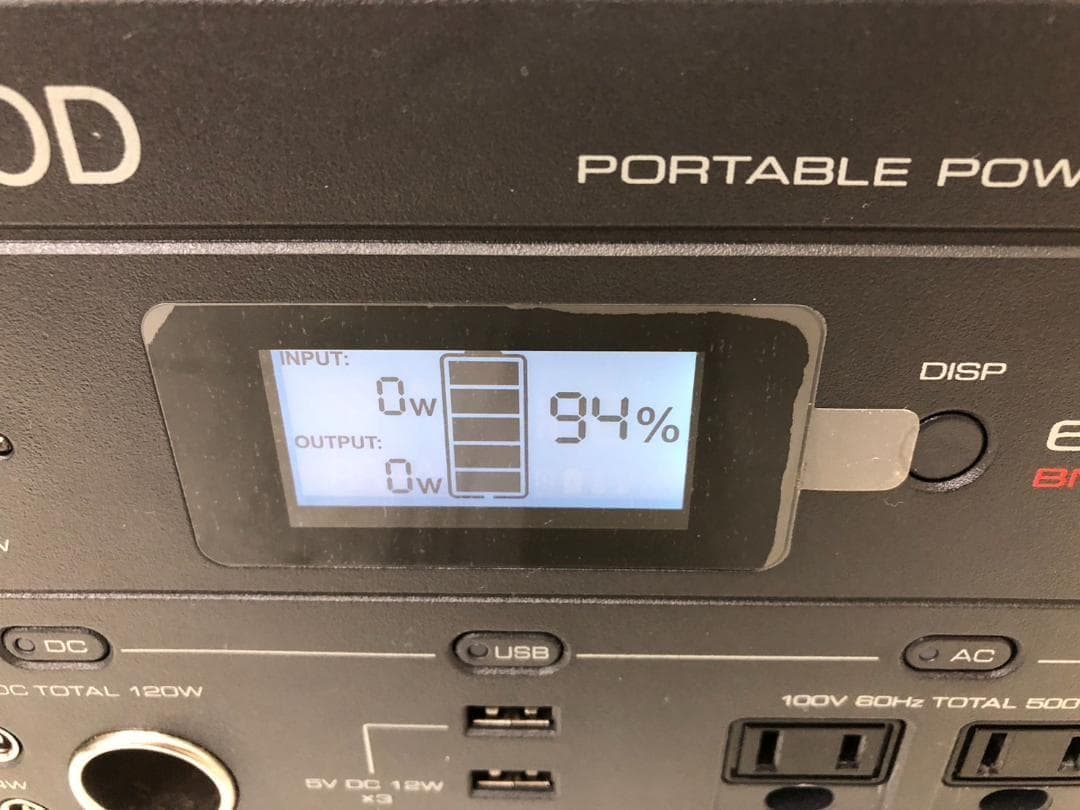 OD
PORTABLE POW
INPUT:
0W
OUTPUT:
0W
94%
DISP
DC
USB
AC
DC TOTAL 120W
100V 60Hz TOTAL 500
5V DC 12W
×3